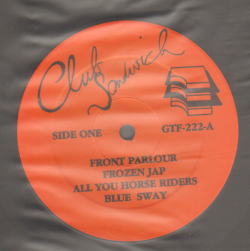 Club Sandwich
SIDE ONE
GTF-222-A
FRONT PARLOUR
FROZEN JAP
ALL YOU HORSE RIDERS
BLUE SWAY